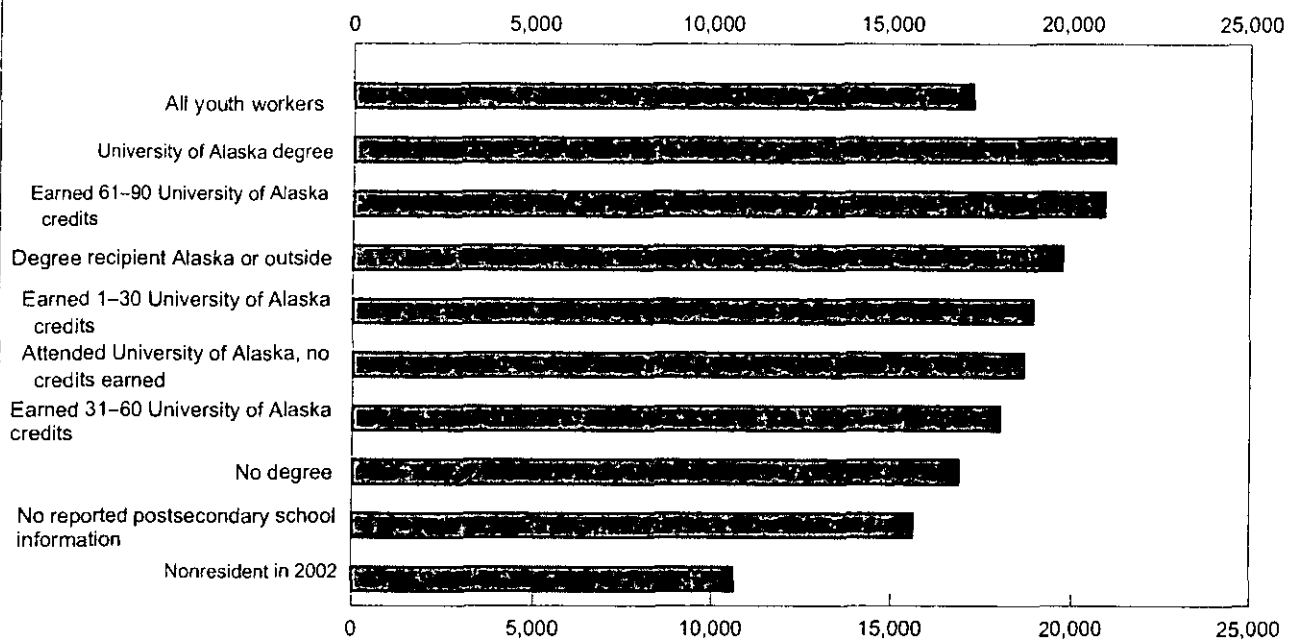 0 5,000 10,000 15,000 20,000 25,000
All youth workers
University of Alaska degree
Earned 61–90 University of Alaska
credits
Degree recipient Alaska or outside
Earned 1–30 University of Alaska
credits
Attended University of Alaska, no
credits earned
Earned 31–60 University of Alaska
credits
No degree
No reported postsecondary school
information
Nonresident in 2002
0 5,000 10,000 15,000 20,000 25,000